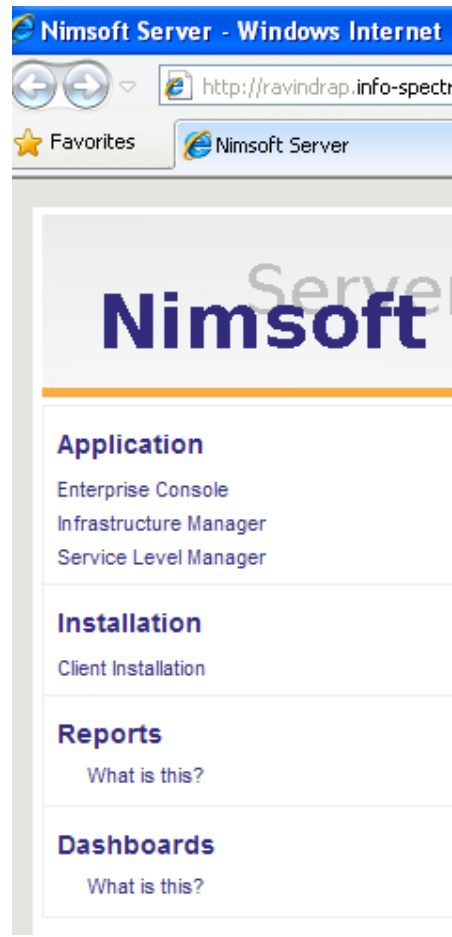 Nimsoft Server - Windows Internet
http://ravindrap.info-spectr
Favorites
Nimsoft Server
Server
Nimsoft
Application
Enterprise Console
Infrastructure Manager
Service Level Manager
Installation
Client Installation
Reports
What is this?
Dashboards
What is this?